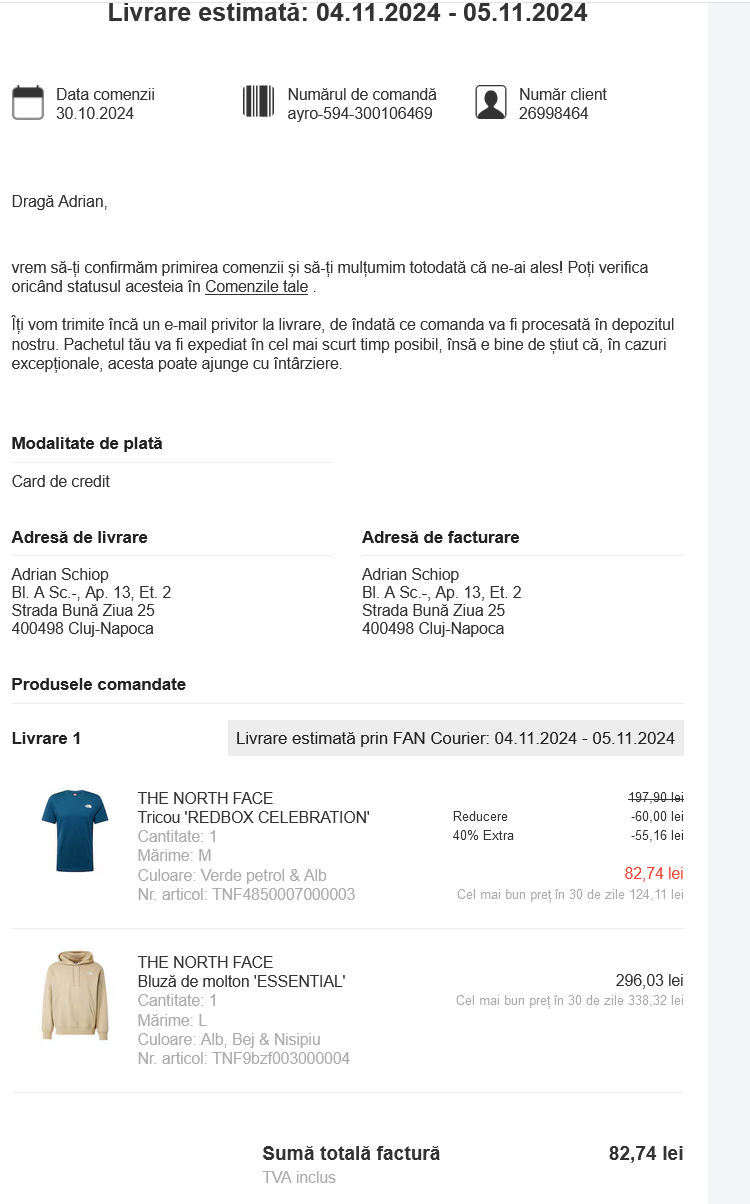 Livrare estimată: 04.11.2024 - 05.11.2024
Data comenzii
30.10.2024
Numărul de comandă
ayro-594-300106469
Număr client
26998464
Dragă Adrian,
vrem să-ți confirmăm primirea comenzii și să-ți mulțumim totodată că ne-ai ales! Poți verifica
oricând statusul acesteia în Comenzile tale .
Îți vom trimite încă un e-mail privitor la livrare, de îndată ce comanda va fi procesată în depozitul
nostru. Pachetul tău va fi expediat în cel mai scurt timp posibil, însă e bine de știut că, în cazuri
excepționale, acesta poate ajunge cu întârziere.
Modalitate de plată
Card de credit
Adresă de livrare
Adrian Schiop
Bl. A Sc.-, Ap. 13, Et. 2
Strada Bună Ziua 25
400498 Cluj-Napoca
Adresă de facturare
Adrian Schiop
Bl. A Sc.-, Ap. 13, Et. 2
Strada Bună Ziua 25
400498 Cluj-Napoca
Produsele comandate
Livrare 1
Livrare estimată prin FAN Courier: 04.11.2024 - 05.11.2024
THE NORTH FACE
Tricou 'REDBOX CELEBRATION'
Cantitate: 1
Mărime: M
Culoare: Verde petrol & Alb
Nr. articol: TNF4850007000003
197,90 lei
Reducere -60,00 lei
40% Extra -55,16 lei
82,74 lei
Cel mai bun preț în 30 de zile 124,11 lei
THE NORTH FACE
Bluză de molton 'ESSENTIAL'
Cantitate: 1
Mărime: L
Culoare: Alb, Bej & Nisipiu
Nr. articol: TNF9bzf003000004
296,03 lei
Cel mai bun preț în 30 de zile 338,32 lei
Sumă totală factură 82,74 lei
TVA inclus